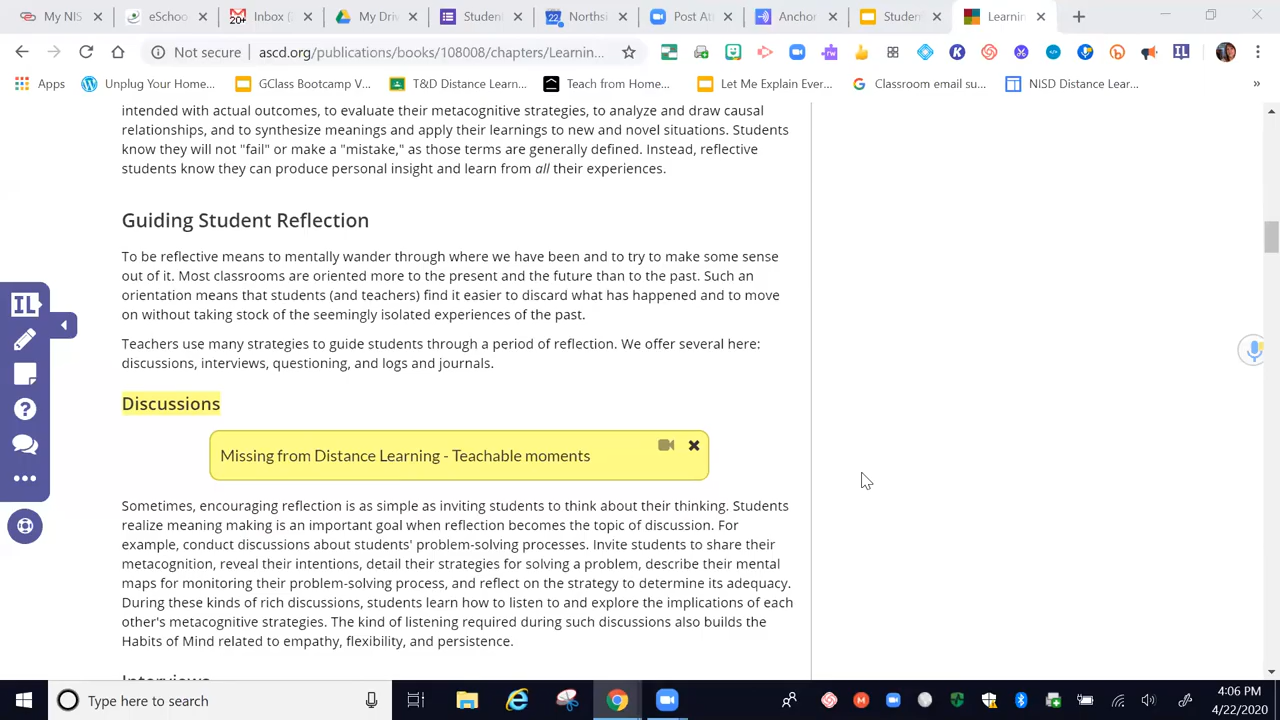 My NIS
eSchoo
20+
Inbox (
My Dri
Studen
22
Norths
Post At
Anchor
Studen
Learnin
Not secure
ascd.org/publications/books/108008/chapters/Learnin...
rw
K
IL
Apps
Unplug Your Home...
GClass Bootcamp V...
T&D Distance Learn...
Teach from Home...
Let Me Explain Ever...
Classroom email su...
NISD Distance Lear...
»
intended with actual outcomes, to evaluate their metacognitive strategies, to analyze and draw causal
relationships, and to synthesize meanings and apply their learnings to new and novel situations. Students
know they will not "fail" or make a "mistake," as those terms are generally defined. Instead, reflective
students know they can produce personal insight and learn from all their experiences.
Guiding Student Reflection
To be reflective means to mentally wander through where we have been and to try to make some sense
out of it. Most classrooms are oriented more to the present and the future than to the past. Such an
orientation means that students (and teachers) find it easier to discard what has happened and to move
on without taking stock of the seemingly isolated experiences of the past.
Teachers use many strategies to guide students through a period of reflection. We offer several here:
discussions, interviews, questioning, and logs and journals.
IL
Discussions
Missing from Distance Learning - Teachable moments
Sometimes, encouraging reflection is as simple as inviting students to think about their thinking. Students
realize meaning making is an important goal when reflection becomes the topic of discussion. For
example, conduct discussions about students' problem-solving processes. Invite students to share their
metacognition, reveal their intentions, detail their strategies for solving a problem, describe their mental
maps for monitoring their problem-solving process, and reflect on the strategy to determine its adequacy.
During these kinds of rich discussions, students learn how to listen to and explore the implications of each
other's metacognitive strategies. The kind of listening required during such discussions also builds the
Habits of Mind related to empathy, flexibility, and persistence.
Interviews
Type here to search
4:06 PM
4/22/2020